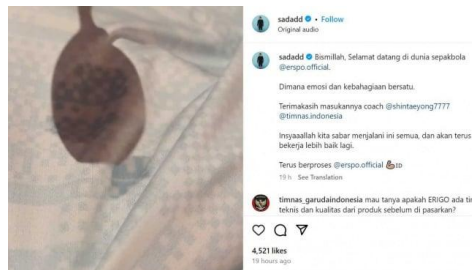 sadadd • Follow
Original audio
sadadd Bismillah, Selamat datang di dunia sepakbola
@erspo.official.
Dimana emosi dan kebahagiaan bersatu.
Terimakasih masukannya coach @shintaeyong7777
@timnas.indonesia
Insyaaallah kita sabar menjalani ini semua, dan akan terus
bekerja lebih baik lagi.
Terus berproses @erspo.official 💪🏽🇮🇩
19 h See Translation
timnas_garudaindonesia mau tanya apakah ERIGO ada
teknis dan kualitas dari produk sebelum di pasarkan?
4,521 likes
19 hours ago